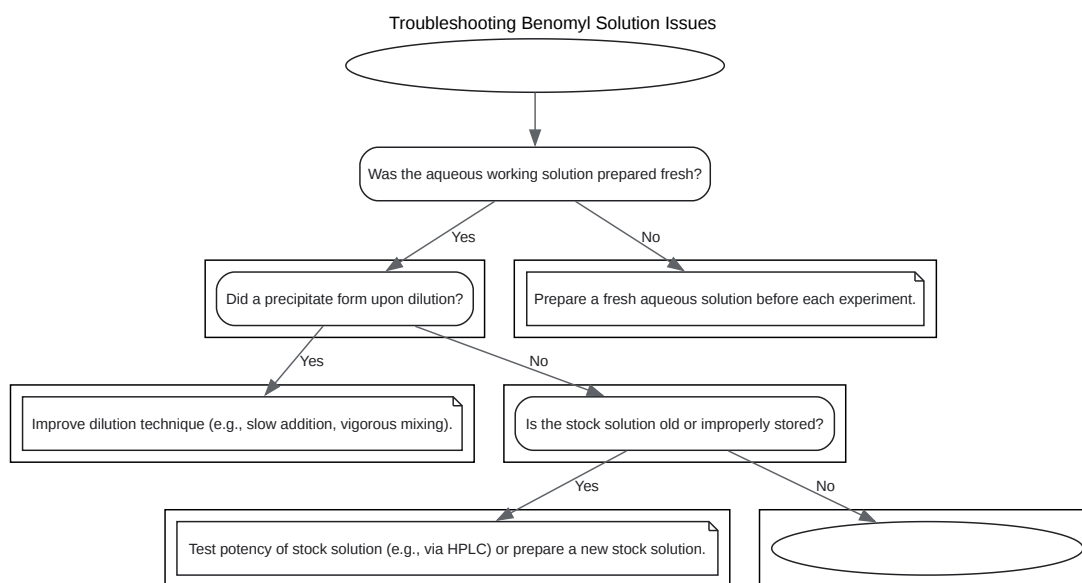 Troubleshooting Benomyl Solution Issues
Was the aqueous working solution prepared fresh?
Yes
No
Did a precipitate form upon dilution?
Prepare a fresh aqueous solution before each experiment.
Yes
No
Improve dilution technique (e.g., slow addition, vigorous mixing).
Is the stock solution old or improperly stored?
Yes
No
Test potency of stock solution (e.g., via HPLC) or prepare a new stock solution.